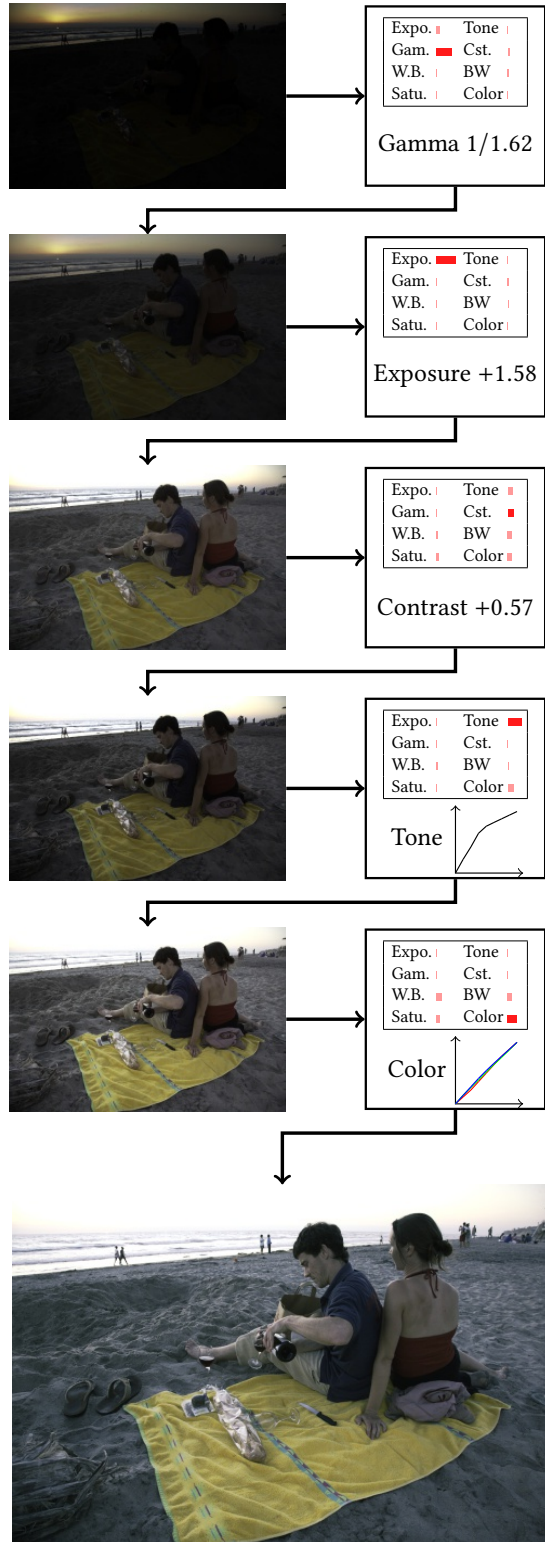 Expo. Tone
Gam. Cst.
W.B. BW
Satu. Color
Gamma 1/1.62
Expo. Tone
Gam. Cst.
W.B. BW
Satu. Color
Exposure +1.58
Expo. Tone
Gam. Cst.
W.B. BW
Satu. Color
Contrast +0.57
Expo. Tone
Gam. Cst.
W.B. BW
Satu. Color
Tone
Expo. Tone
Gam. Cst.
W.B. BW
Satu. Color
Color